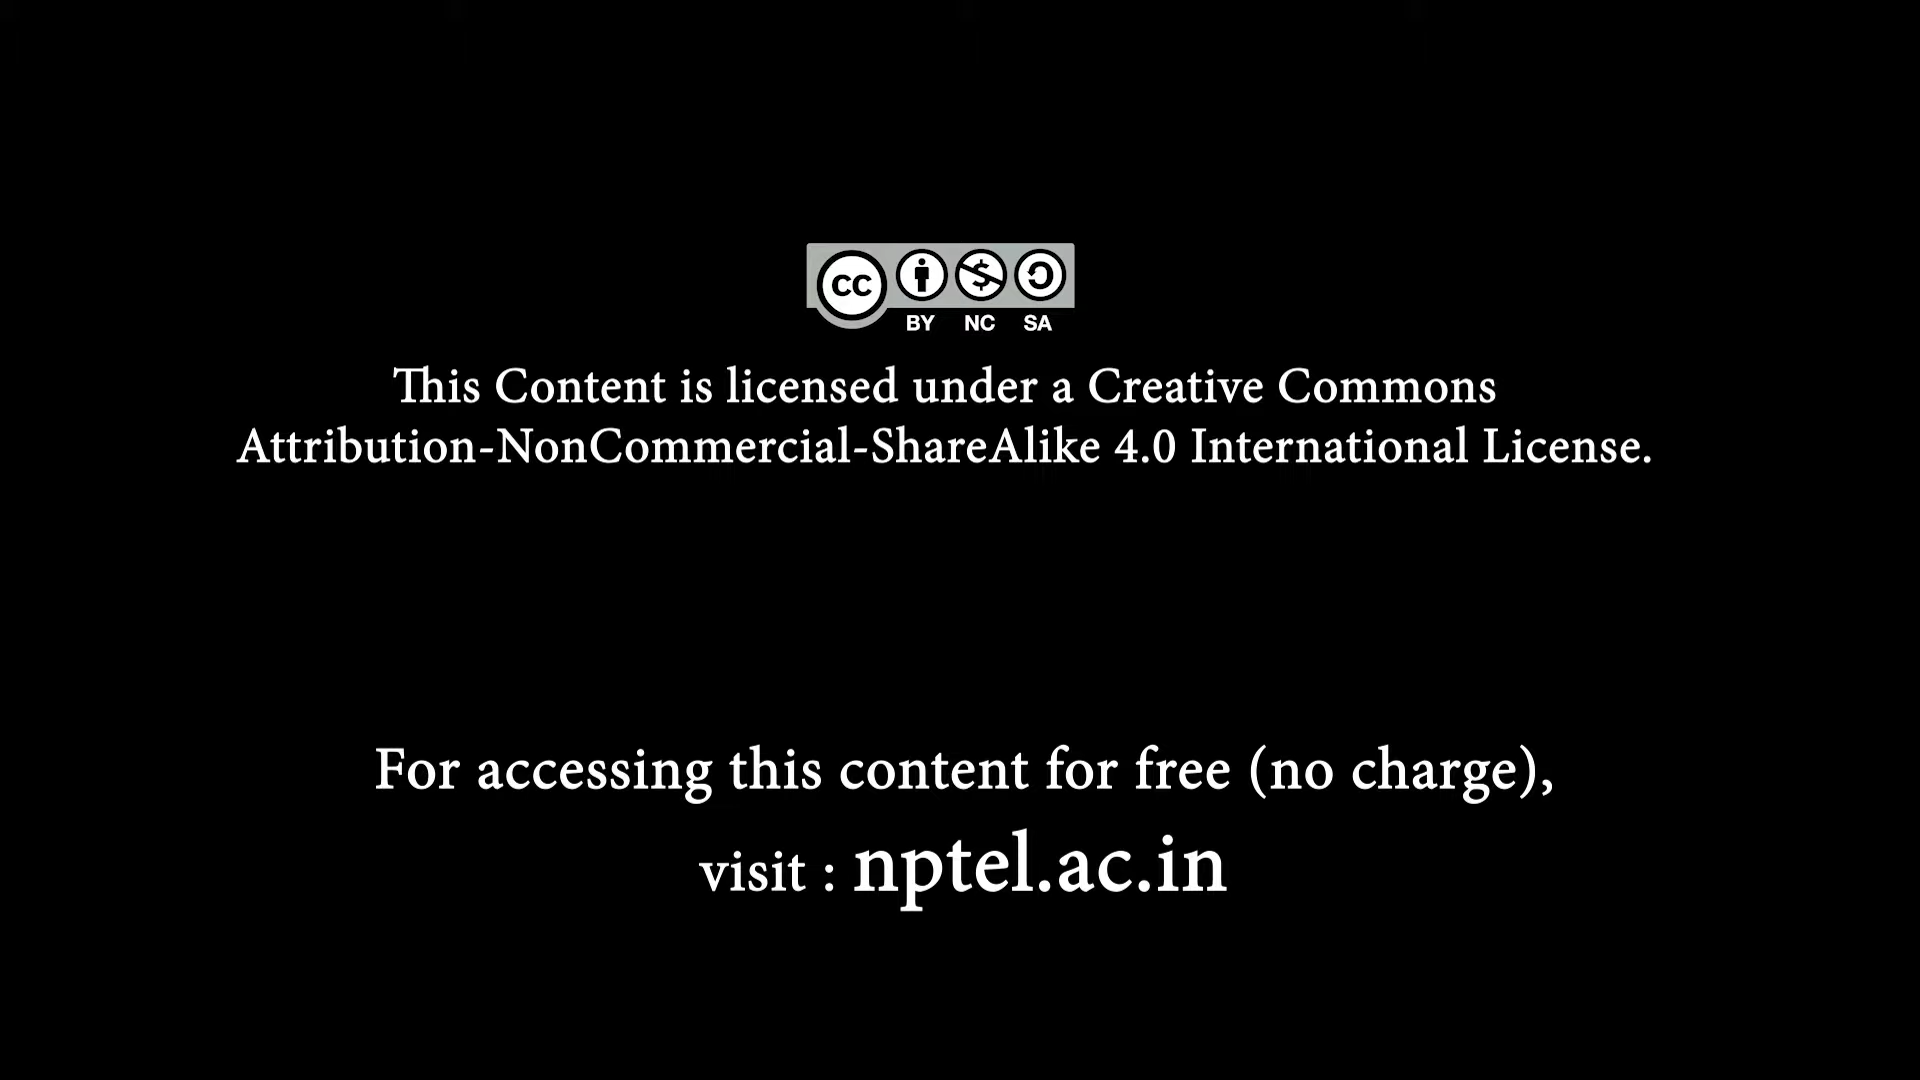 CC BY NC SA
This Content is licensed under a Creative Commons
Attribution-NonCommercial-ShareAlike 4.0 International License.
For accessing this content for free (no charge),
visit : nptel.ac.in